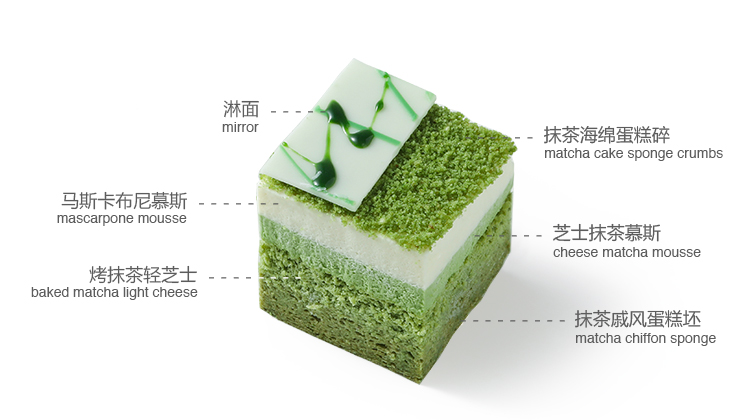 淋面
mirror
抹茶海绵蛋糕碎
matcha cake sponge crumbs
马斯卡布尼慕斯
mascarpone mousse
芝士抹茶慕斯
cheese matcha mousse
烤抹茶轻芝士
baked matcha light cheese
抹茶戚风蛋糕坯
matcha chiffon sponge